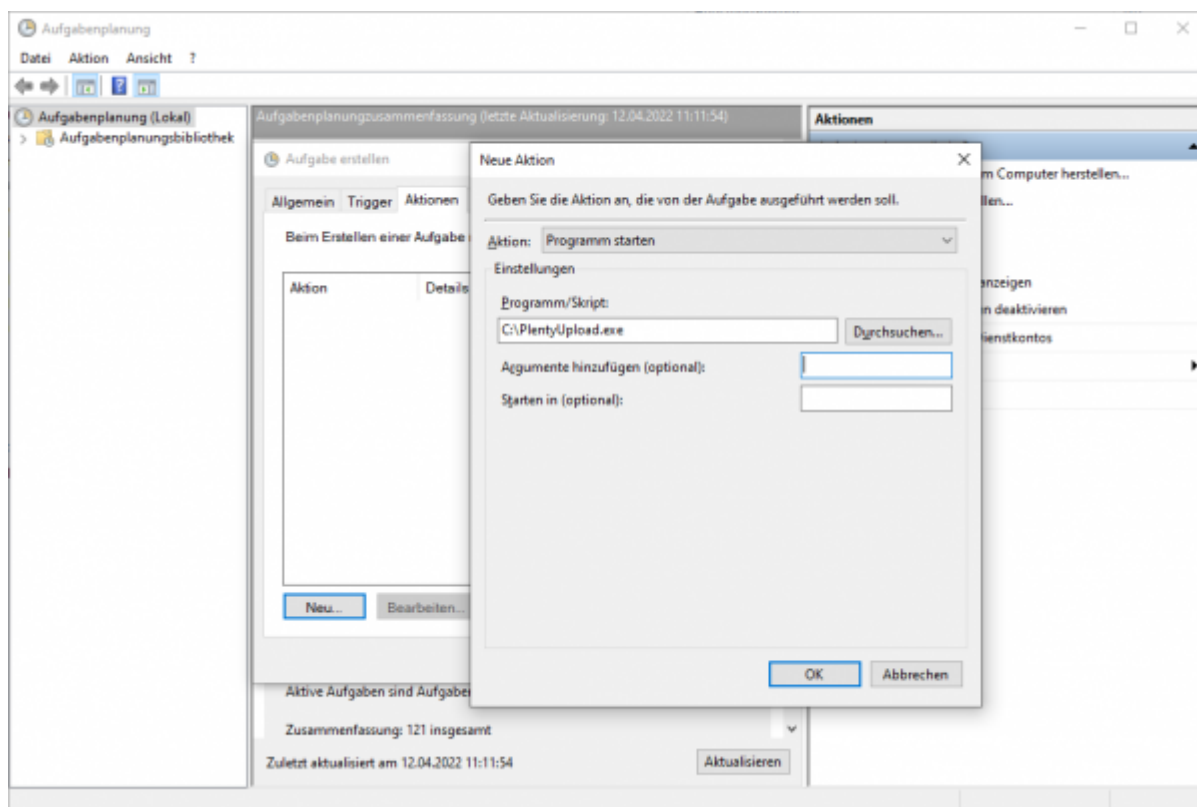 Aufgabenplanung
Datei Aktion Ansicht ?
Aufgabenplanung (Lokal)
Aufgabenplanungsbibliothek
Aufgabenplanungzusammenfassung (letzte Aktualisierung: 12.04.2022 11:11:54)
Aufgabe erstellen
Allgemein Trigger Aktionen
Beim Erstellen einer Aufgabe
Aktion Details
Neu... Bearbeiten...
Aktive Aufgaben sind Aufgaben
Zusammenfassung: 121 insgesamt
Zuletzt aktualisiert am 12.04.2022 11:11:54
Aktualisieren
Neue Aktion
Geben Sie die Aktion an, die von der Aufgabe ausgeführt werden soll.
Aktion: Programm starten
Einstellungen
Programm/Skript:
C:\PlentyUpload.exe
Durchsuchen...
Argumente hinzufügen (optional):
Starten in (optional):
OK Abbrechen
Aktionen
m Computer herstellen...
llen...
anzeigen
n deaktivieren
ienstkontos